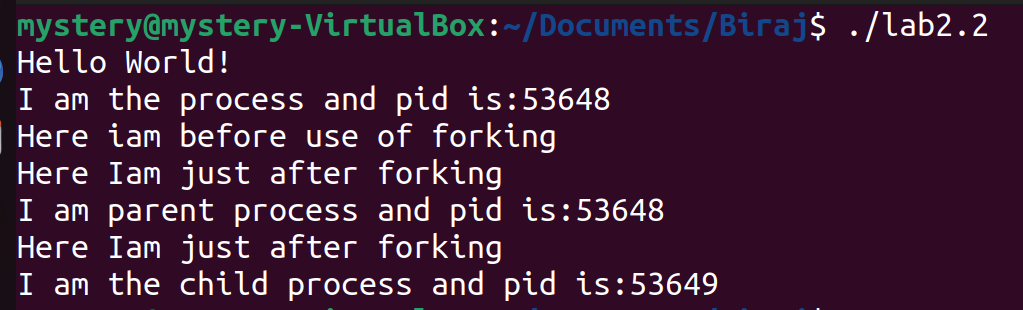 mystery@mystery-VirtualBox:~/Documents/Biraj$ ./lab2.2
Hello World!
I am the process and pid is:53648
Here iam before use of forking
Here Iam just after forking
I am parent process and pid is:53648
Here Iam just after forking
I am the child process and pid is:53649